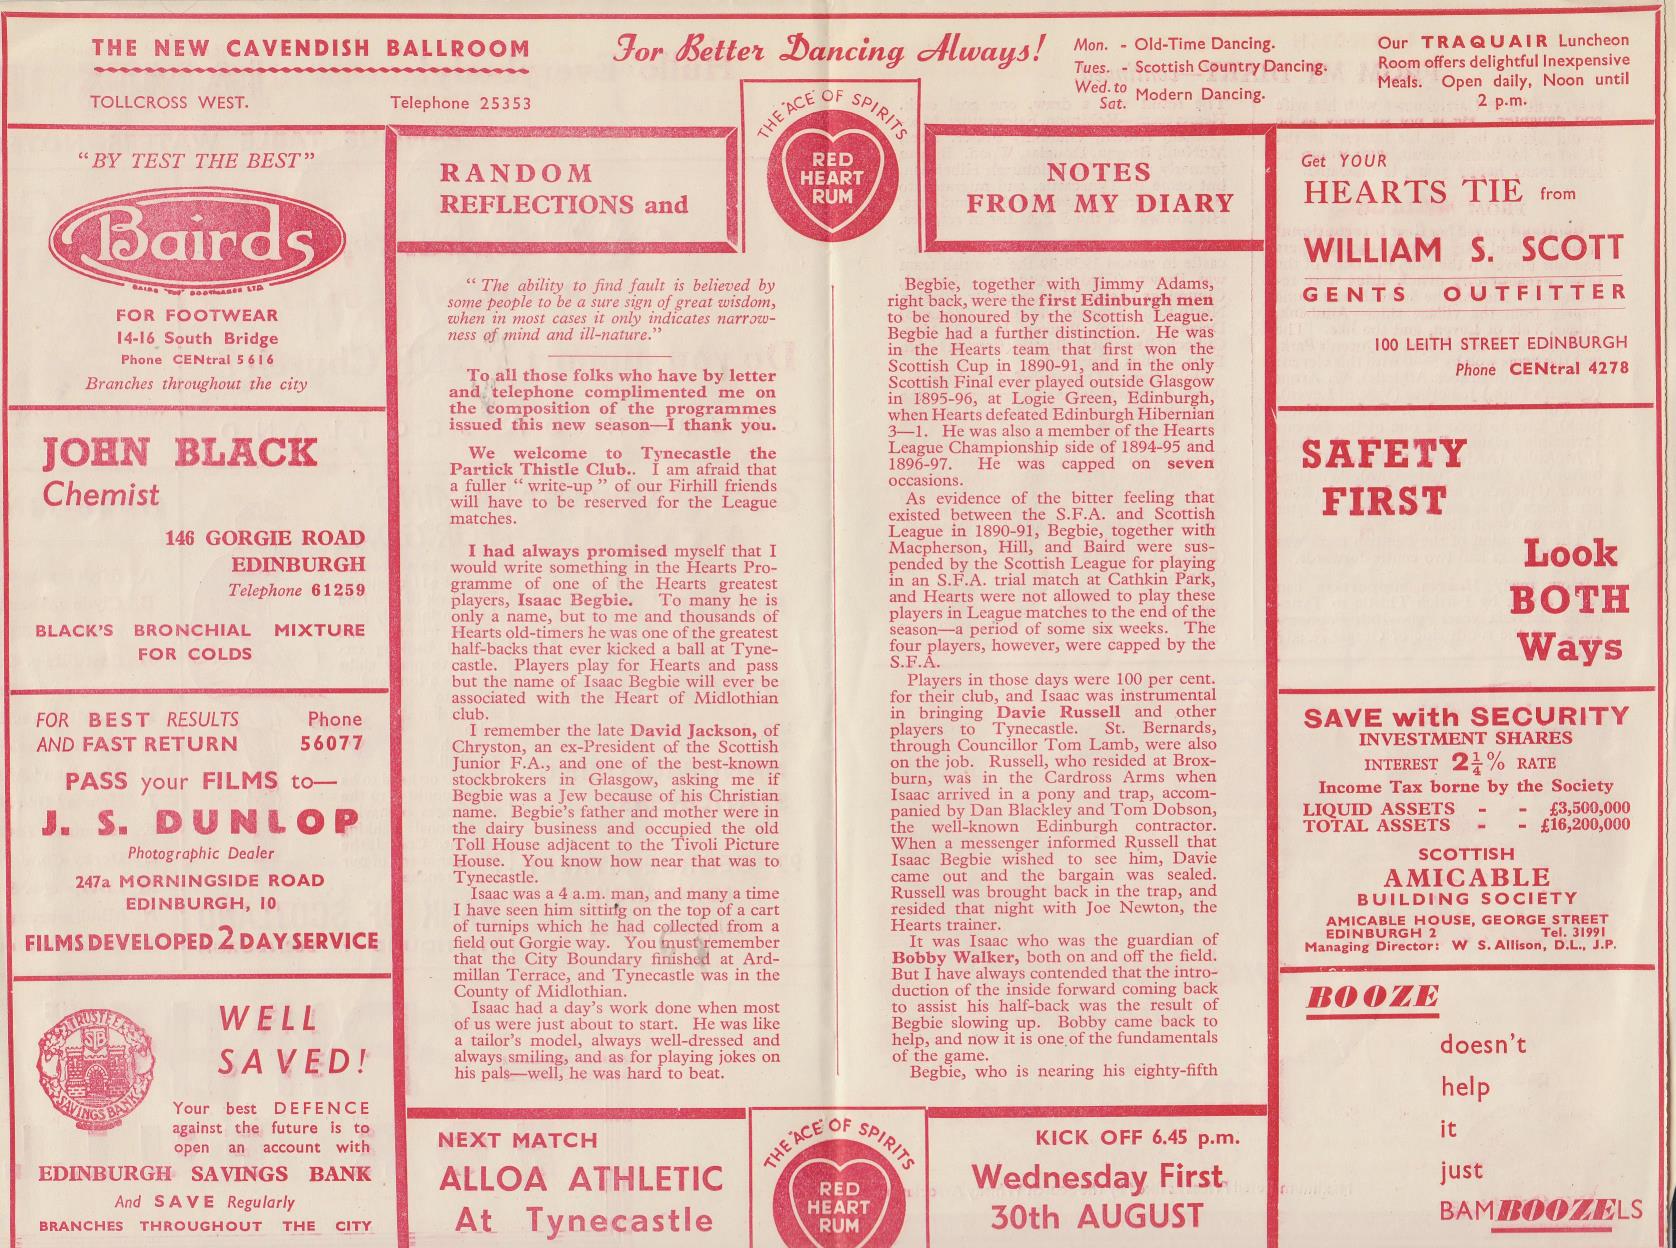 THE NEW CAVENDISH BALLROOM
TOLLCROSS WEST. Telephone 25353
For Better Dancing Always!
Mon. - Old-Time Dancing.
Tues. - Scottish Country Dancing.
Wed. to Sat. Modern Dancing.
Our TRAQUAIR Luncheon
Room offers delightful Inexpensive
Meals. Open daily, Noon until
2 p.m.
"BY TEST THE BEST"
Bairds
FOR FOOTWEAR
14-16 South Bridge
Phone CENtral 5616
Branches throughout the city
JOHN BLACK
Chemist
146 GORGIE ROAD
EDINBURGH
Telephone 61259
BLACK'S BRONCHIAL MIXTURE
FOR COLDS
FOR BEST RESULTS Phone
AND FAST RETURN 56077
PASS your FILMS to—
J. S. DUNLOP
Photographic Dealer
247a MORNINGSIDE ROAD
EDINBURGH, 10
FILMS DEVELOPED 2 DAY SERVICE
TRUSTEE
STB
SAVINGS BANK
WELL
SAVED!
Your best DEFENCE
against the future is to
open an account with
EDINBURGH SAVINGS BANK
And SAVE Regularly
BRANCHES THROUGHOUT THE CITY
RANDOM
REFLECTIONS and
THE "ACE" OF SPIRITS
RED
HEART
RUM
NOTES
FROM MY DIARY
" The ability to find fault is believed by
some people to be a sure sign of great wisdom,
when in most cases it only indicates narrow-
ness of mind and ill-nature."
To all those folks who have by letter
and telephone complimented me on
the composition of the programmes
issued this new season—I thank you.
We welcome to Tynecastle the
Partick Thistle Club.. I am afraid that
a fuller " write-up " of our Firhill friends
will have to be reserved for the League
matches.
I had always promised myself that I
would write something in the Hearts Pro-
gramme of one of the Hearts greatest
players, Isaac Begbie. To many he is
only a name, but to me and thousands of
Hearts old-timers he was one of the greatest
half-backs that ever kicked a ball at Tyne-
castle. Players play for Hearts and pass
but the name of Isaac Begbie will ever be
associated with the Heart of Midlothian
club.
I remember the late David Jackson, of
Chryston, an ex-President of the Scottish
Junior F.A., and one of the best-known
stockbrokers in Glasgow, asking me if
Begbie was a Jew because of his Christian
name. Begbie's father and mother were in
the dairy business and occupied the old
Toll House adjacent to the Tivoli Picture
House. You know how near that was to
Tynecastle.
Isaac was a 4 a.m. man, and many a time
I have seen him sitting on the top of a cart
of turnips which he had collected from a
field out Gorgie way. You must remember
that the City Boundary finished at Ard-
millan Terrace, and Tynecastle was in the
County of Midlothian.
Isaac had a day's work done when most
of us were just about to start. He was like
a tailor's model, always well-dressed and
always smiling, and as for playing jokes on
his pals—well, he was hard to beat.
Begbie, together with Jimmy Adams,
right back, were the first Edinburgh men
to be honoured by the Scottish League.
Begbie had a further distinction. He was
in the Hearts team that first won the
Scottish Cup in 1890-91, and in the only
Scottish Final ever played outside Glasgow
in 1895-96, at Logie Green, Edinburgh,
when Hearts defeated Edinburgh Hibernian
3—1. He was also a member of the Hearts
League Championship side of 1894-95 and
1896-97. He was capped on seven
occasions.
As evidence of the bitter feeling that
existed between the S.F.A. and Scottish
League in 1890-91, Begbie, together with
Macpherson, Hill, and Baird were sus-
pended by the Scottish League for playing
in an S.F.A. trial match at Cathkin Park,
and Hearts were not allowed to play these
players in League matches to the end of the
season—a period of some six weeks. The
four players, however, were capped by the
S.F.A.
Players in those days were 100 per cent.
for their club, and Isaac was instrumental
in bringing Davie Russell and other
players to Tynecastle. St. Bernards,
through Councillor Tom Lamb, were also
on the job. Russell, who resided at Brox-
burn, was in the Cardross Arms when
Isaac arrived in a pony and trap, accom-
panied by Dan Blackley and Tom Dobson,
the well-known Edinburgh contractor.
When a messenger informed Russell that
Isaac Begbie wished to see him, Davie
came out and the bargain was sealed.
Russell was brought back in the trap, and
resided that night with Joe Newton, the
Hearts trainer.
It was Isaac who was the guardian of
Bobby Walker, both on and off the field.
But I have always contended that the intro-
duction of the inside forward coming back
to assist his half-back was the result of
Begbie slowing up. Bobby came back to
help, and now it is one of the fundamentals
of the game.
Begbie, who is nearing his eighty-fifth
NEXT MATCH
ALLOA ATHLETIC
At Tynecastle
THE "ACE" OF SPIRITS
RED
HEART
RUM
KICK OFF 6.45 p.m.
Wednesday First
30th AUGUST
Get YOUR
HEARTS TIE from
WILLIAM S. SCOTT
GENTS OUTFITTER
100 LEITH STREET EDINBURGH
Phone CENtral 4278
SAFETY
FIRST
Look
BOTH
Ways
SAVE with SECURITY
INVESTMENT SHARES
INTEREST 2¼% RATE
Income Tax borne by the Society
LIQUID ASSETS - - £3,500,000
TOTAL ASSETS - - £16,200,000
SCOTTISH
AMICABLE
BUILDING SOCIETY
AMICABLE HOUSE, GEORGE STREET
EDINBURGH 2 Tel. 31991
Managing Director: W S. Allison, D.L., J.P.
BOOZE
doesn't
help
it
just
BAMBOOZELS